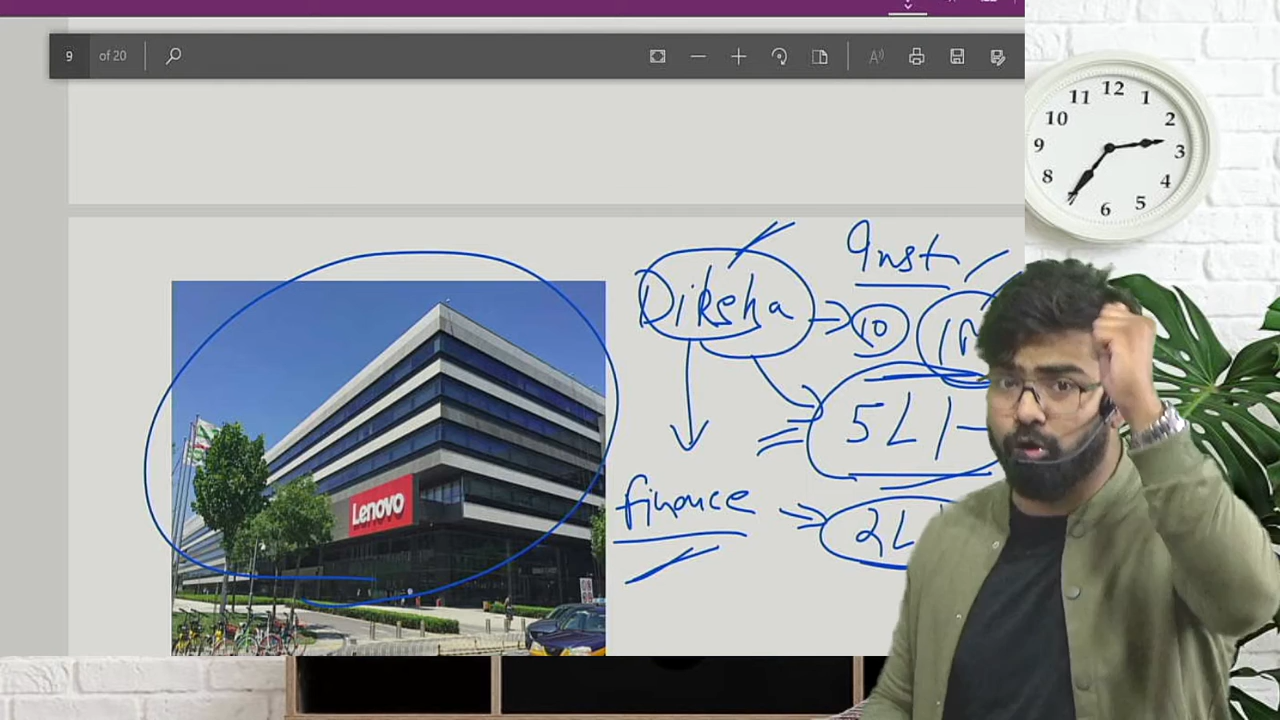 9 of 20
Inst
Diksha
10
5L
Lenovo
finance
2L
11 12 1
10 2
9 3
8 4
6 5